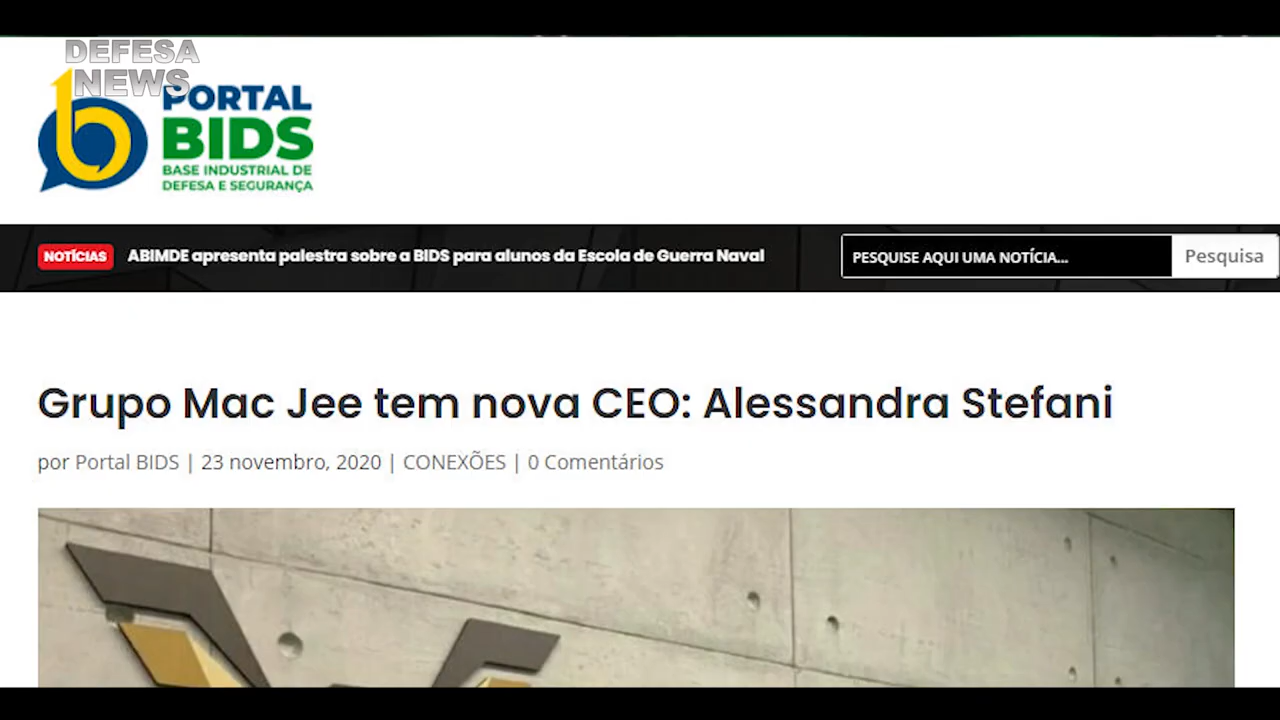 DEFESA
NEWS
PORTAL
BIDS
BASE INDUSTRIAL DE
DEFESA E SEGURANÇA
NOTÍCIAS ABIMDE apresenta palestra sobre a BIDS para alunos da Escola de Guerra Naval PESQUISE AQUI UMA NOTÍCIA... Pesquisa
Grupo Mac Jee tem nova CEO: Alessandra Stefani
por Portal BIDS | 23 novembro, 2020 | CONEXÕES | 0 Comentários